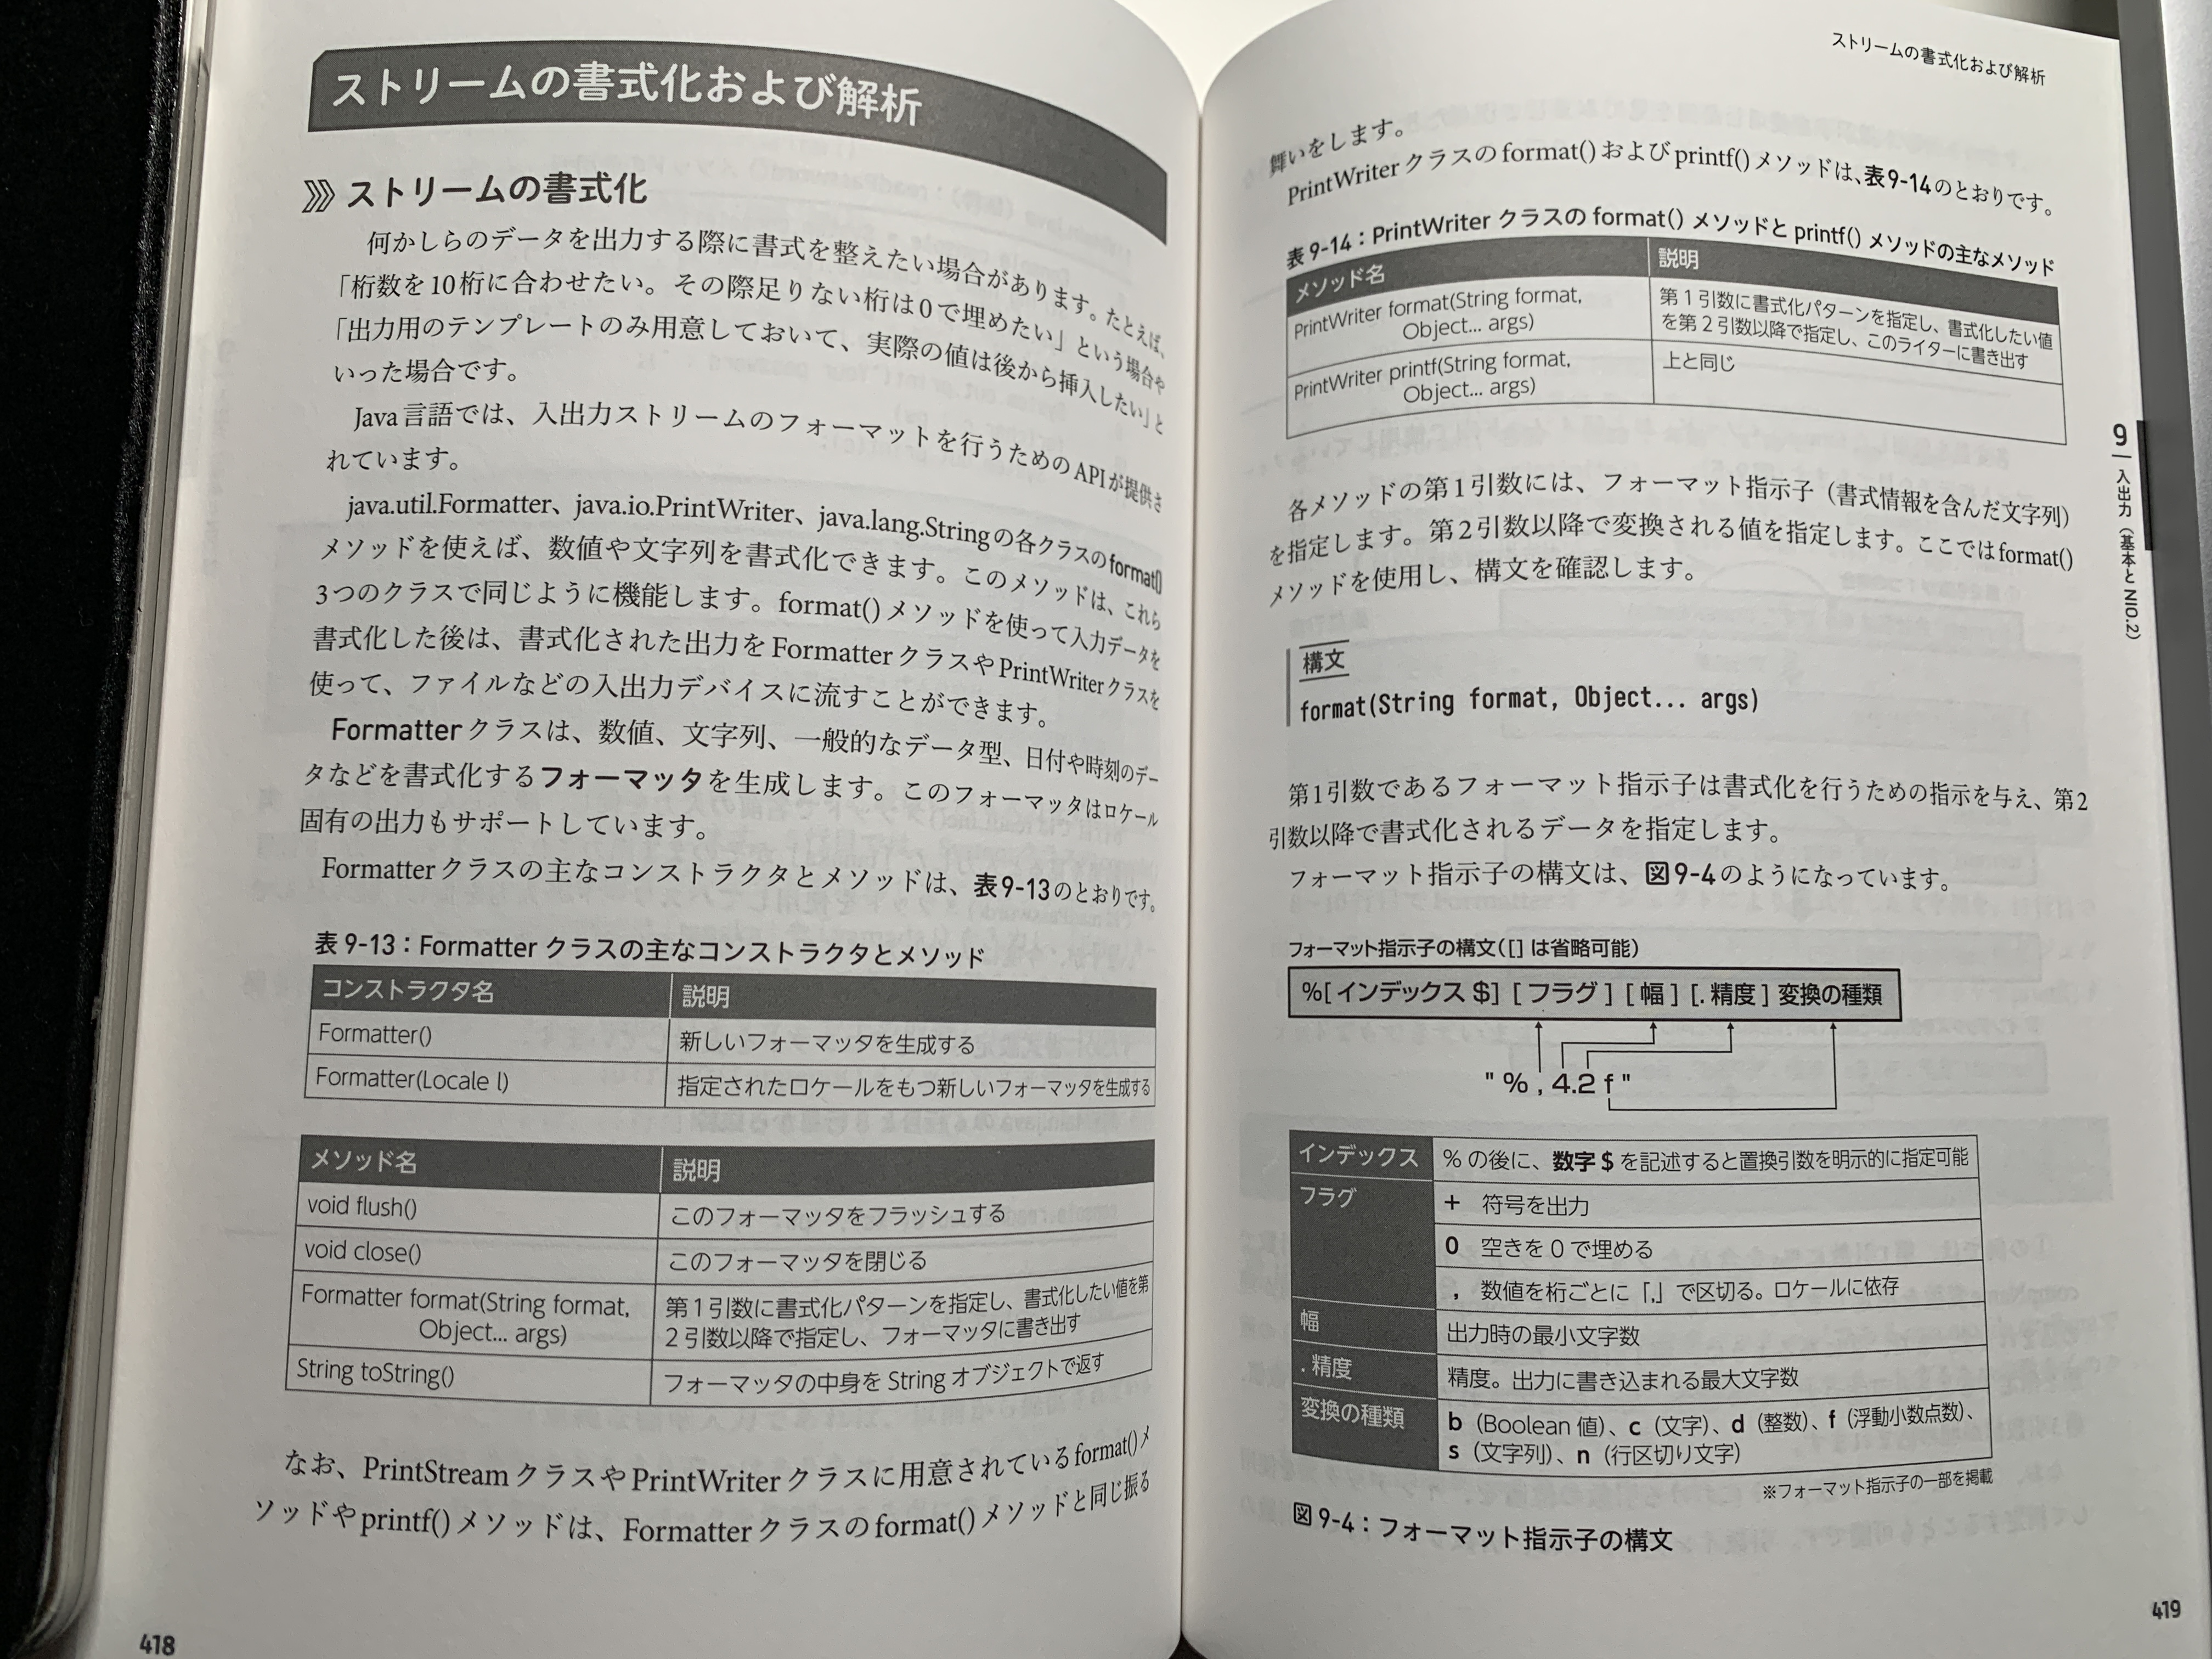 ストリームの書式化および解析
ストリームの書式化
何かしらのデータを出力する際に書式を整えたい場合があります。たとえば、
「桁数を10桁に合わせたい。その際足りない桁は0で埋めたい」という場合や
「出力用のテンプレートのみ用意しておいて、実際の値は後から挿入したい」と
いった場合です。
Java言語では、入出力ストリームのフォーマットを行うためのAPIが提供さ
れています。
java.util.Formatter、java.io.PrintWriter、java.lang.Stringの各クラスのformat()
メソッドを使えば、数値や文字列を書式化できます。このメソッドは、これら
3つのクラスで同じように機能します。format()メソッドを使って入力データを
書式化した後は、書式化された出力をFormatterクラスやPrintWriterクラスを
使って、ファイルなどの入出力デバイスに流すことができます。
Formatterクラスは、数値、文字列、一般的なデータ型、日付や時刻のデー
タなどを書式化するフォーマッタを生成します。このフォーマッタはロケール
固有の出力もサポートしています。
Formatterクラスの主なコンストラクタとメソッドは、表9-13のとおりです。
表9-13：Formatterクラスの主なコンストラクタとメソッド
コンストラクタ名 説明
Formatter() 新しいフォーマッタを生成する
Formatter(Locale l) 指定されたロケールをもつ新しいフォーマッタを生成する
メソッド名 説明
void flush() このフォーマッタをフラッシュする
void close() このフォーマッタを閉じる
Formatter format(String format, 第1引数に書式化パターンを指定し、書式化したい値を第
Object... args) 2引数以降で指定し、フォーマッタに書き出す
String toString() フォーマッタの中身をStringオブジェクトで返す
なお、PrintStreamクラスやPrintWriterクラスに用意されているformat()メ
ソッドやprintf()メソッドは、Formatterクラスのformat()メソッドと同じ振る
418
ストリームの書式化および解析
舞いをします。
PrintWriterクラスのformat()およびprintf()メソッドは、表9-14のとおりです。
表9-14：PrintWriterクラスのformat()メソッドとprintf()メソッドの主なメソッド
メソッド名 説明
PrintWriter format(String format, 第1引数に書式化パターンを指定し、書式化したい値
Object... args) を第2引数以降で指定し、このライターに書き出す
PrintWriter printf(String format, 上と同じ
Object... args)
各メソッドの第1引数には、フォーマット指示子（書式情報を含んだ文字列）
を指定します。第2引数以降で変換される値を指定します。ここではformat()
メソッドを使用し、構文を確認します。
構文
format(String format, Object... args)
第1引数であるフォーマット指示子は書式化を行うための指示を与え、第2
引数以降で書式化されるデータを指定します。
フォーマット指示子の構文は、図9-4のようになっています。
フォーマット指示子の構文([]は省略可能)
%[インデックス$] [フラグ] [幅] [.精度]変換の種類
"%,4.2f"
インデックス %の後に、数字$を記述すると置換引数を明示的に指定可能
フラグ + 符号を出力
0 空きを0で埋める
, 数値を桁ごとに「,」で区切る。ロケールに依存
幅 出力時の最小文字数
.精度 精度。出力に書き込まれる最大文字数
変換の種類 b（Boolean値）、c（文字）、d（整数）、f（浮動小数点数）、
s（文字列）、n（行区切り文字）
※フォーマット指示子の一部を掲載
図9-4：フォーマット指示子の構文
9
入出力（基本とNIO.2）
419